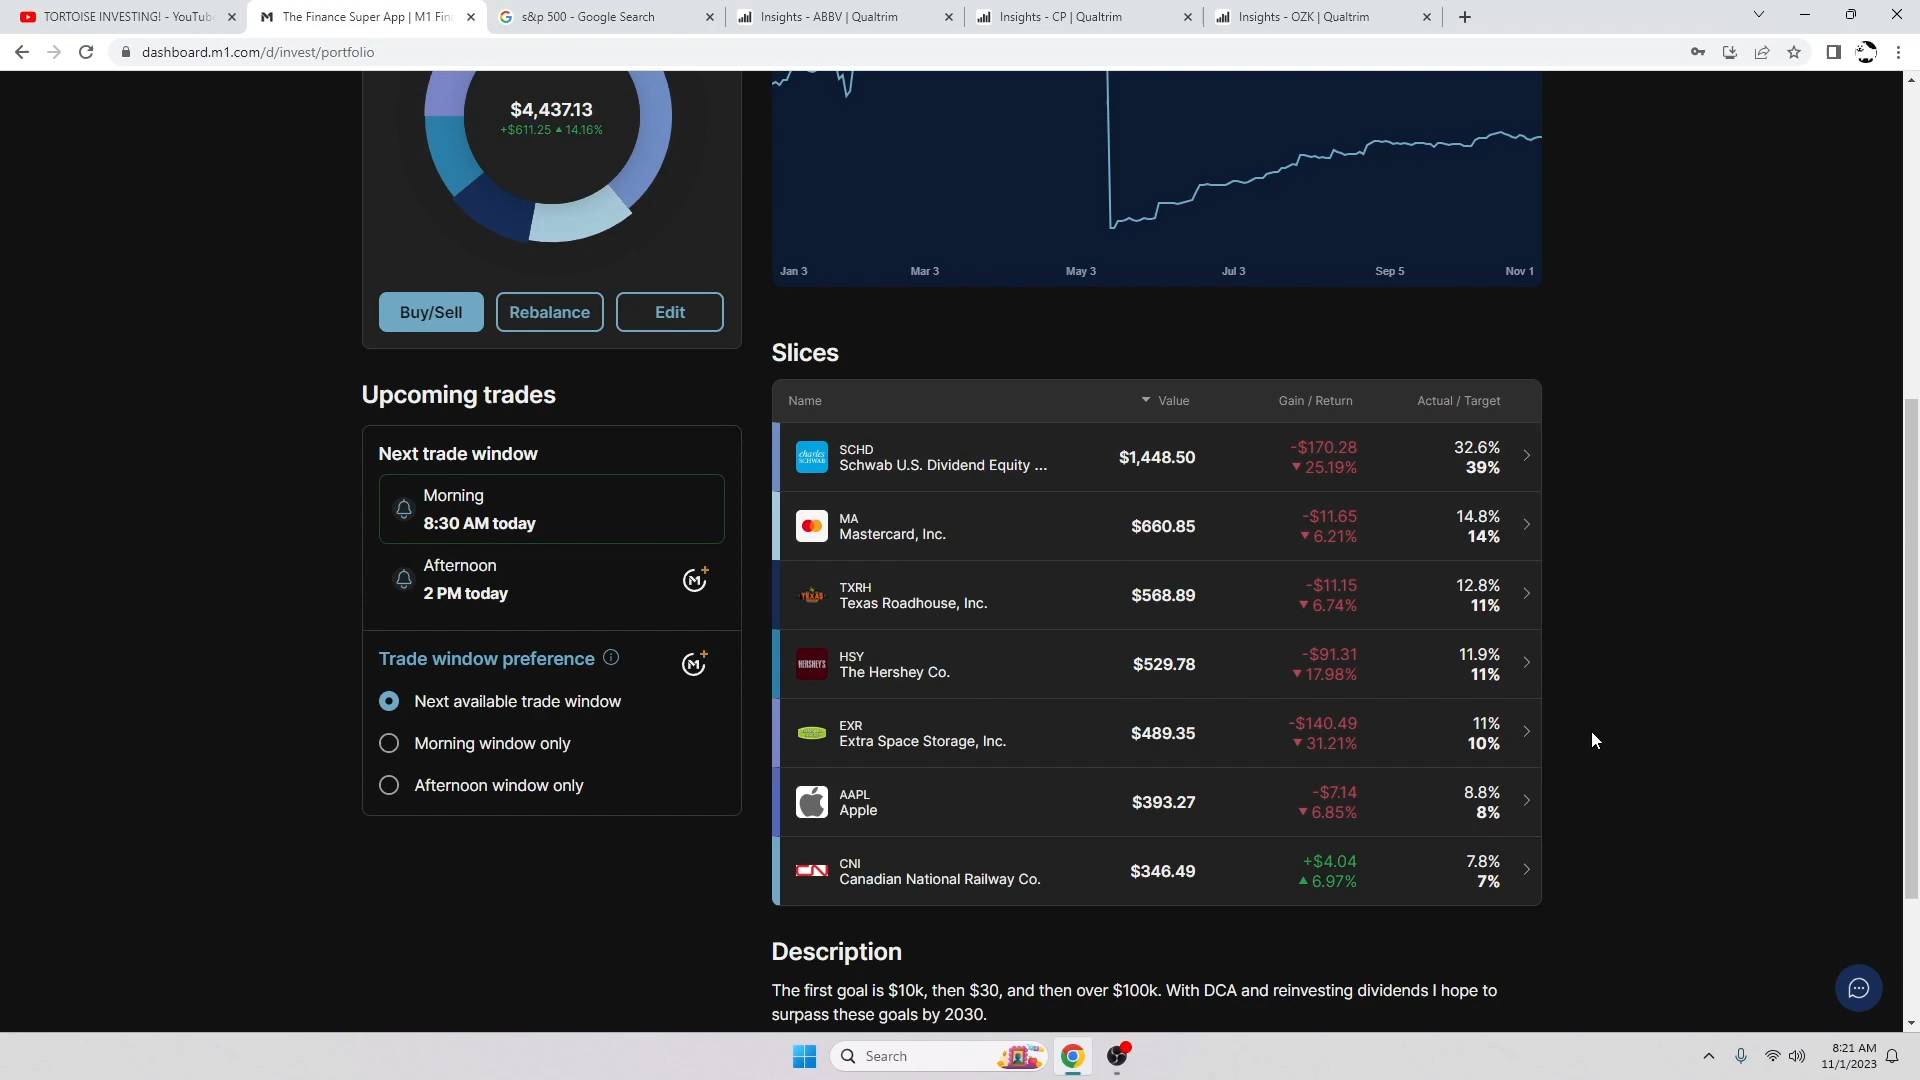 TORTOISE INVESTING! - YouTub
The Finance Super App | M1 Fin
s&p 500 - Google Search
Insights - ABBV | Qualtrim
Insights - CP | Qualtrim
Insights - OZK | Qualtrim
dashboard.m1.com/d/invest/portfolio
$4,437.13
+$611.25 ▲ 14.16%
Buy/Sell
Rebalance
Edit
Jan 3
Mar 3
May 3
Jul 3
Sep 5
Nov 1
Upcoming trades
Next trade window
Morning
8:30 AM today
Afternoon
2 PM today
Trade window preference
Next available trade window
Morning window only
Afternoon window only
Slices
Name ▼ Value Gain / Return Actual / Target
charles SCHWAB
SCHD
Schwab U.S. Dividend Equity ...
$1,448.50
-$170.28
▼ 25.19%
32.6%
39%
MA
Mastercard, Inc.
$660.85
-$11.65
▼ 6.21%
14.8%
14%
TEXAS
TXRH
Texas Roadhouse, Inc.
$568.89
-$11.15
▼ 6.74%
12.8%
11%
HERSHEY'S
HSY
The Hershey Co.
$529.78
-$91.31
▼ 17.98%
11.9%
11%
EXR
Extra Space Storage, Inc.
$489.35
-$140.49
▼ 31.21%
11%
10%
AAPL
Apple
$393.27
-$7.14
▼ 6.85%
8.8%
8%
CN
CNI
Canadian National Railway Co.
$346.49
+$4.04
▲ 6.97%
7.8%
7%
Description
The first goal is $10k, then $30, and then over $100k. With DCA and reinvesting dividends I hope to
surpass these goals by 2030.
Search
8:21 AM
11/1/2023